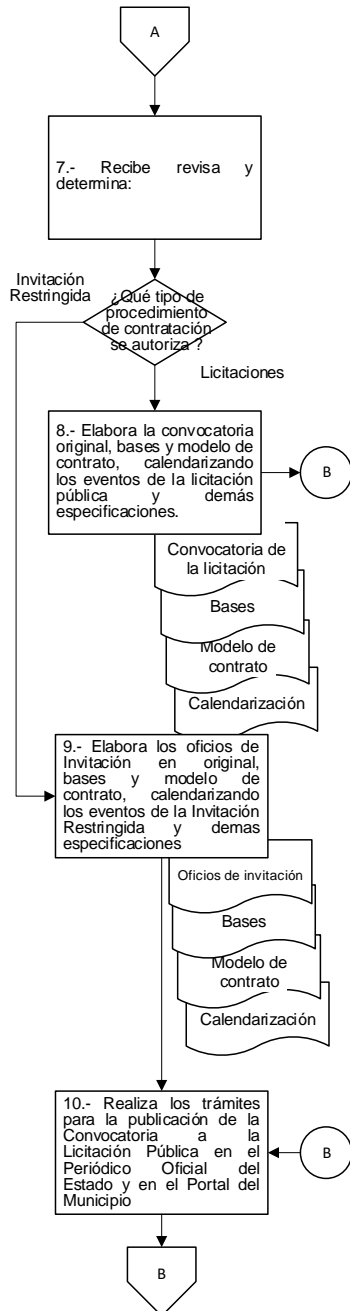 A
7.- Recibe revisa y
determina:
Invitación
Restringida
¿Qué tipo de
procedimiento
de contratación
se autoriza ?
Licitaciones
8.- Elabora la convocatoria
original, bases y modelo de
contrato, calendarizando
los eventos de la licitación
pública y demás
especificaciones.
B
Convocatoria de
la licitación
Bases
Modelo de
contrato
Calendarización
9.- Elabora los oficios de
Invitación en original,
bases y modelo de
contrato, calendarizando
los eventos de la Invitación
Restringida y demas
especificaciones
Oficios de invitación
Bases
Modelo de
contrato
Calendarización
10.- Realiza los trámites
para la publicación de la
Convocatoria a la
Licitación Pública en el
Periódico Oficial del
Estado y en el Portal del
Municipio
B
B